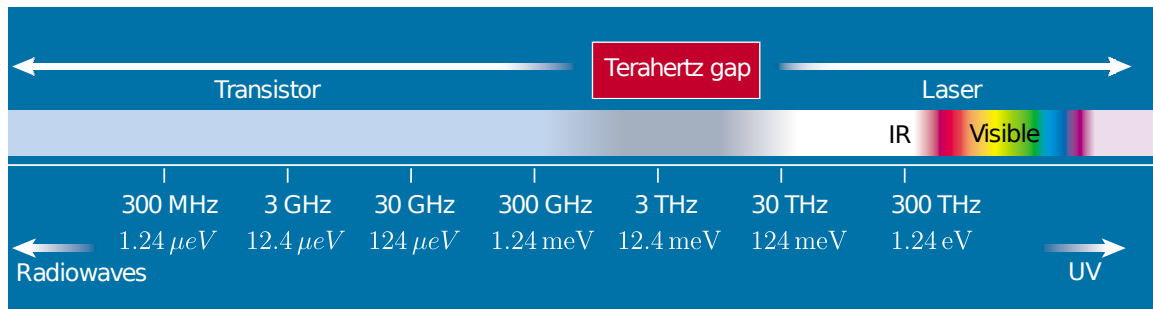 Terahertz gap
Transistor
Laser
IR
Visible
300 MHz 3 GHz 30 GHz 300 GHz 3 THz 30 THz 300 THz
1.24 μeV 12.4 μeV 124 μeV 1.24 meV 12.4 meV 124 meV 1.24 eV
Radiowaves
UV